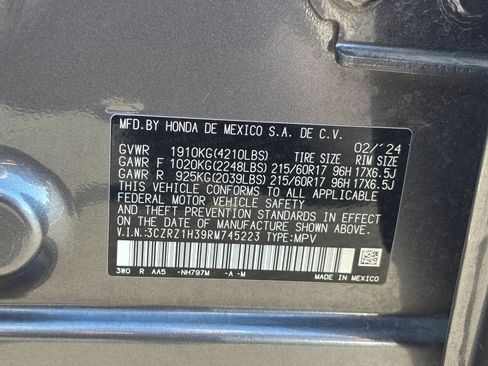 MFD.BY HONDA DE MEXICO S.A. DE C.V.
02/'24
GVWR 1910KG(4210LBS) TIRE SIZE RIM SIZE
GAWR F 1020KG(2248LBS) 215/60R17 96H 17X6.5J
GAWR R 925KG(2039LBS) 215/60R17 96H 17X6.5J
THIS VEHICLE CONFORMS TO ALL APPLICABLE
FEDERAL MOTOR VEHICLE SAFETY
AND THEFT PREVENTION STANDARDS IN EFFECT
ON THE DATE OF MANUFACTURE SHOWN ABOVE.
V.I.N.:3CZRZ1H39RM745223 TYPE:MPV
3W0 R AA5 -NH797M -A -M
MADE IN MEXICO